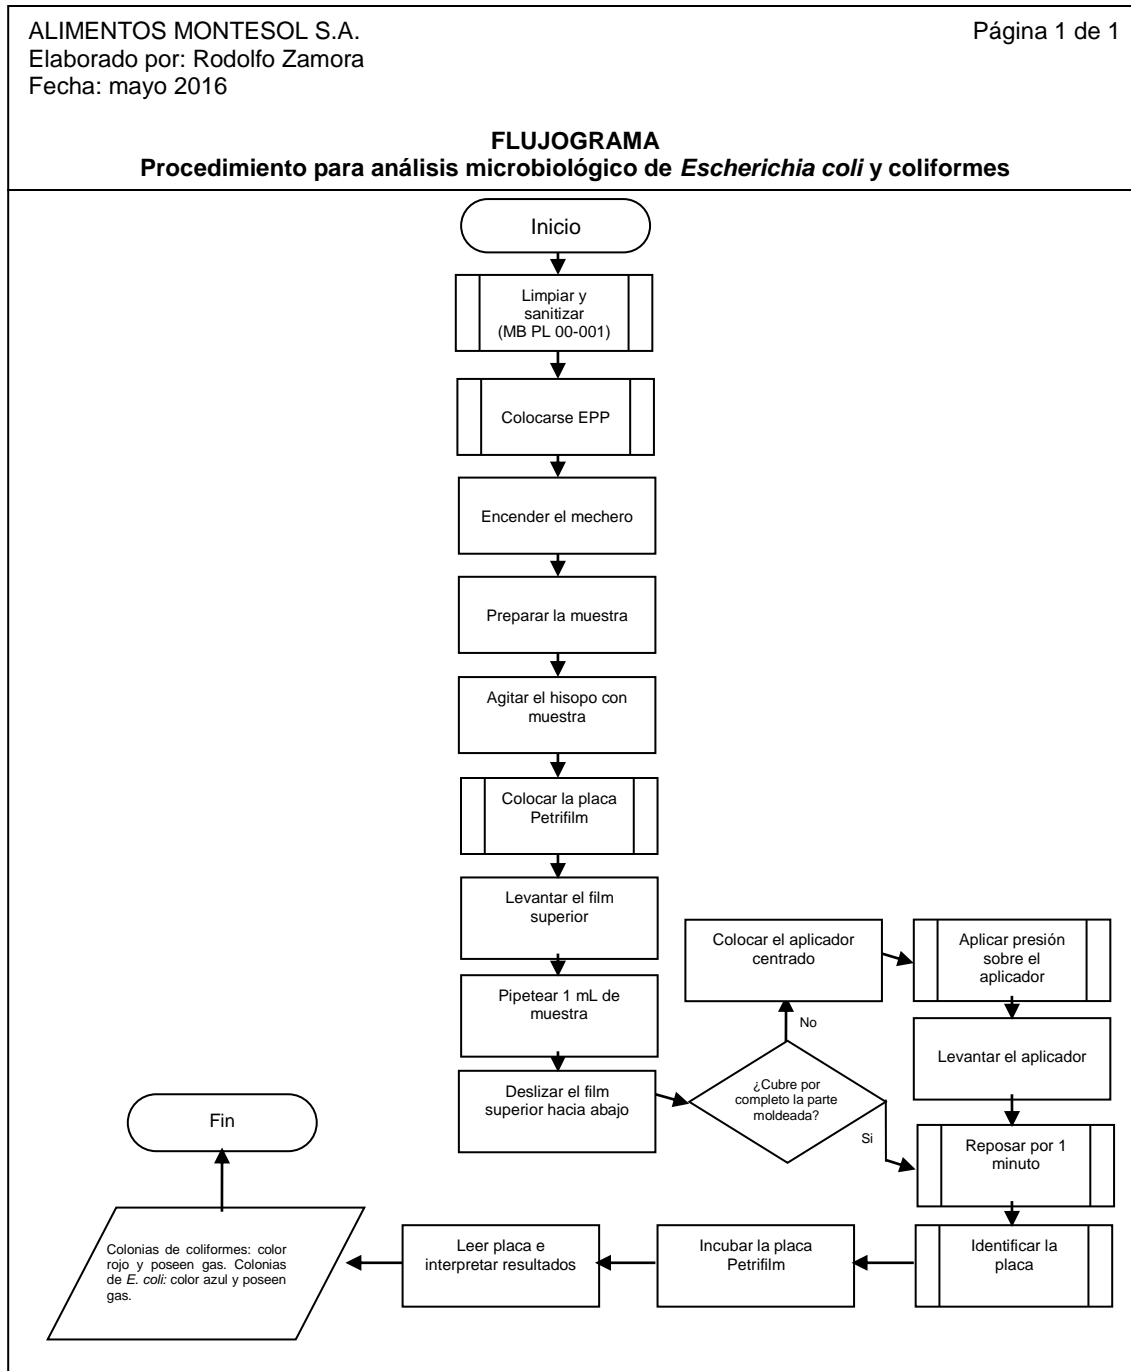 ALIMENTOS MONTESOL S.A.
Página 1 de 1
Elaborado por: Rodolfo Zamora
Fecha: mayo 2016
FLUJOGRAMA
Procedimiento para análisis microbiológico de Escherichia coli y coliformes
Inicio
Limpiar y
sanitizar
(MB PL 00-001)
Colocarse EPP
Encender el mechero
Preparar la muestra
Agitar el hisopo con
muestra
Colocar la placa
Petrifilm
Levantar el film
superior
Pipetear 1 mL de
muestra
Deslizar el film
superior hacia abajo
¿Cubre por
completo la parte
moldeada?
No
Colocar el aplicador
centrado
Aplicar presión
sobre el
aplicador
Levantar el aplicador
Si
Reposar por 1
minuto
Identificar la
placa
Incubar la placa
Petrifilm
Leer placa e
interpretar resultados
Colonias de coliformes: color
rojo y poseen gas. Colonias
de E. coli: color azul y poseen
gas.
Fin